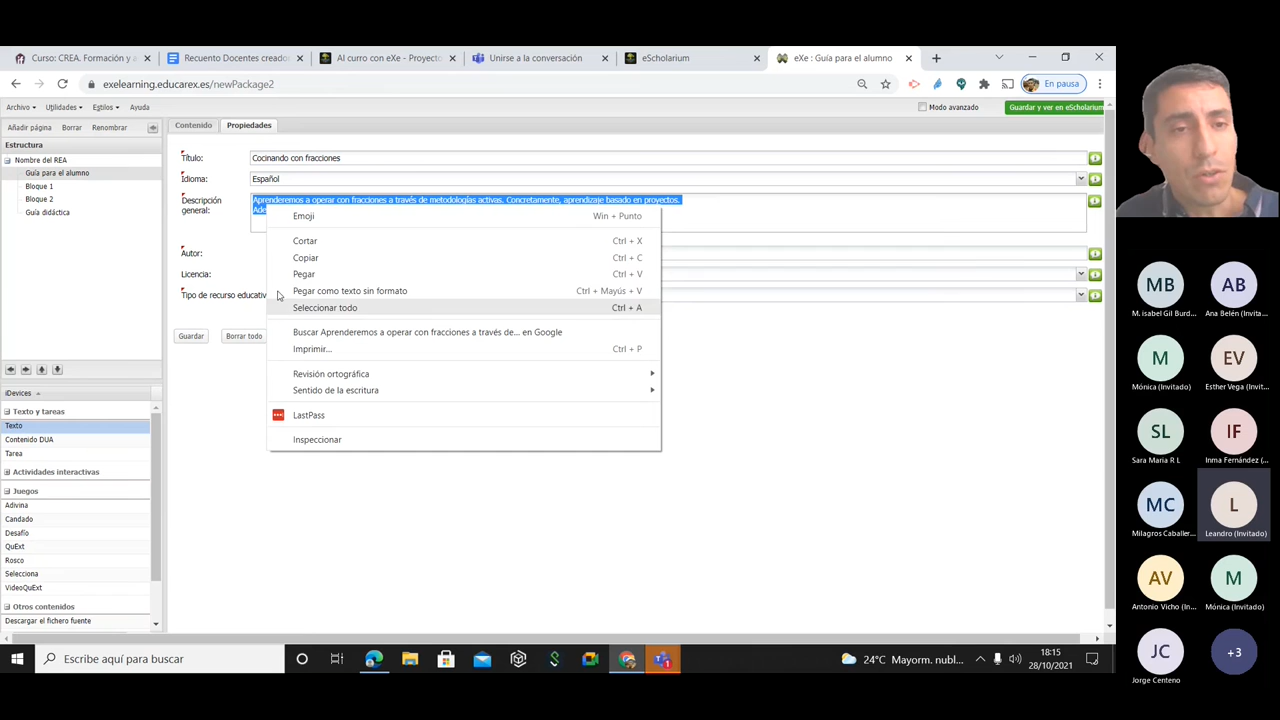 Curso: CREA. Formación y a
Recuento Docentes creado
Al curro con eXe - Proyecto
Unirse a la conversación
eScholarium
eXe : Guía para el alumno
exelearning.educarex.es/newPackage2
En pausa
Archivo
Utilidades
Estilos
Ayuda
Modo avanzado
Guardar y ver en eScholarium
Añadir página
Borrar
Renombrar
Contenido
Propiedades
Estructura
Nombre del REA
Guía para el alumno
Bloque 1
Bloque 2
Guía didáctica
Título:
Cocinando con fracciones
Idioma:
Español
Descripción general:
Aprenderemos a operar con fracciones a través de metodologías activas. Concretamente, aprendizaje basado en proyectos.
Ade
Autor:
Licencia:
Tipo de recurso educativ
Guardar
Borrar todo
Emoji Win + Punto
Cortar Ctrl + X
Copiar Ctrl + C
Pegar Ctrl + V
Pegar como texto sin formato Ctrl + Mayús + V
Seleccionar todo Ctrl + A
Buscar Aprenderemos a operar con fracciones a través de... en Google
Imprimir... Ctrl + P
Revisión ortográfica
Sentido de la escritura
LastPass
Inspeccionar
iDevices
Texto y tareas
Texto
Contenido DUA
Tarea
Actividades interactivas
Juegos
Adivina
Candado
Desafío
QuExt
Rosco
Selecciona
VideoQuExt
Otros contenidos
Descargar el fichero fuente
Escribe aquí para buscar
1
24°C Mayorm. nubl...
18:15
28/10/2021
MB
M. isabel Gil Burd...
AB
Ana Belén (Invita...
M
Mónica (Invitado)
EV
Esther Vega (Invit...
SL
Sara Maria R L
IF
Inma Fernández (...
MC
Milagros Caballer...
L
Leandro (Invitado)
AV
Antonio Vicho (In...
M
Mónica (Invitado)
JC
Jorge Centeno
+3